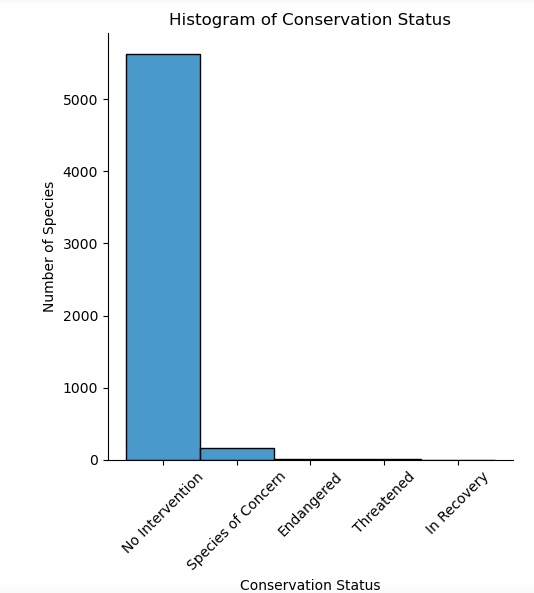 Histogram of Conservation Status
Number of Species
5000
4000
3000
2000
1000
0
No Intervention
Species of Concern
Endangered
Threatened
In Recovery
Conservation Status